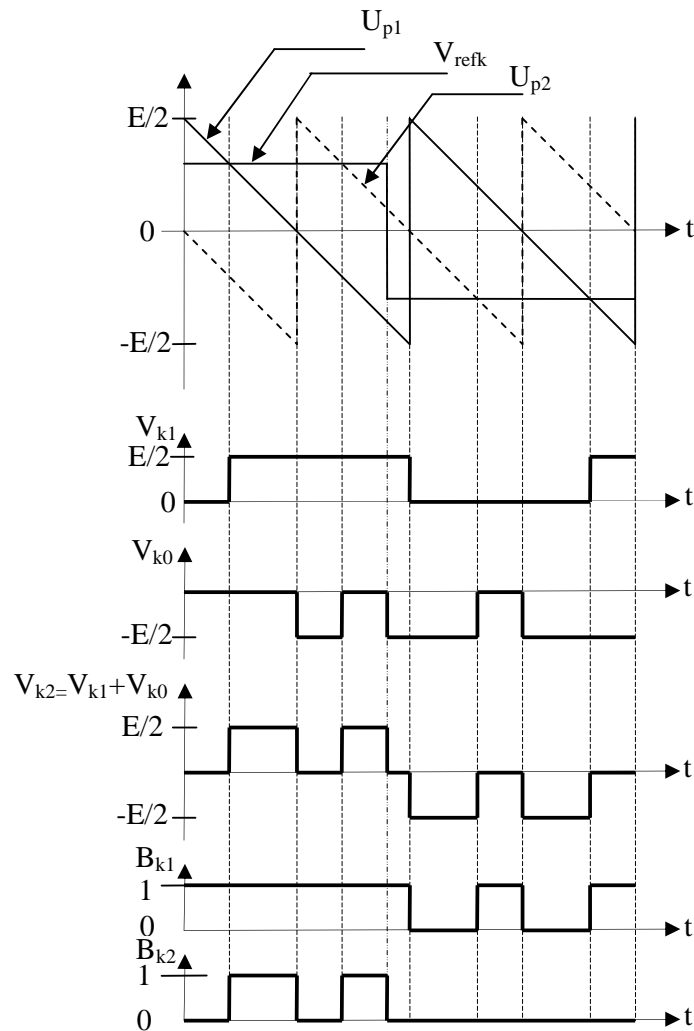 U_p1
V_refk
U_p2
E/2
0
-E/2
t
V_k1
E/2
0
t
V_k0
-E/2
t
V_k2=V_k1+V_k0
E/2
-E/2
t
B_k1
1
0
t
B_k2
1
0
t